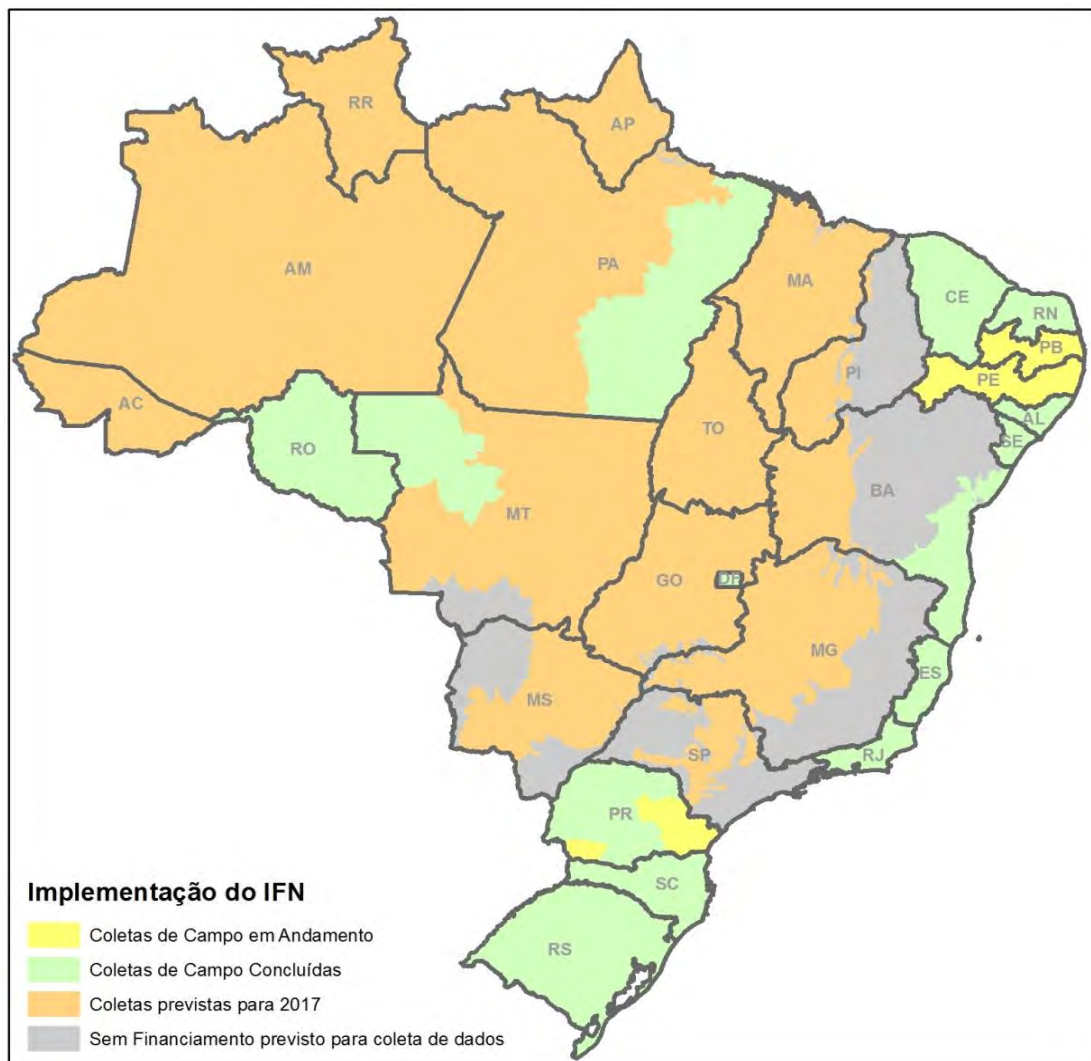 RR
AP
AM
PA
MA
CE
RN
PB
PI
PE
AC
AL
TO
SE
RO
BA
MT
DF
GO
MG
ES
MS
SP
RJ
PR
SC
RS
Implementação do IFN
Coletas de Campo em Andamento
Coletas de Campo Concluídas
Coletas previstas para 2017
Sem Financiamento previsto para coleta de dados